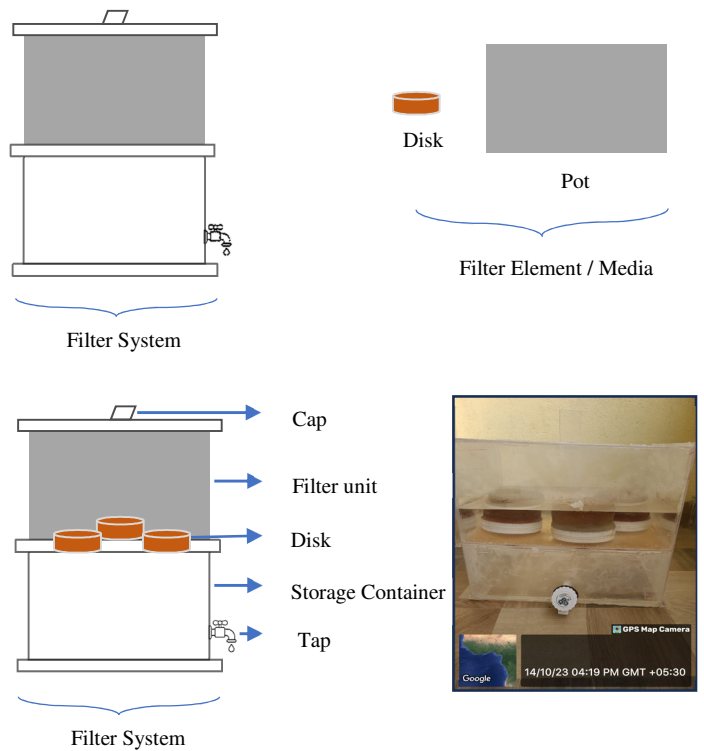 Disk
Pot
Filter Element / Media
Filter System
Cap
Filter unit
Disk
Storage Container
Tap
GPS Map Camera
Google
14/10/23 04:19 PM GMT +05:30
Filter System